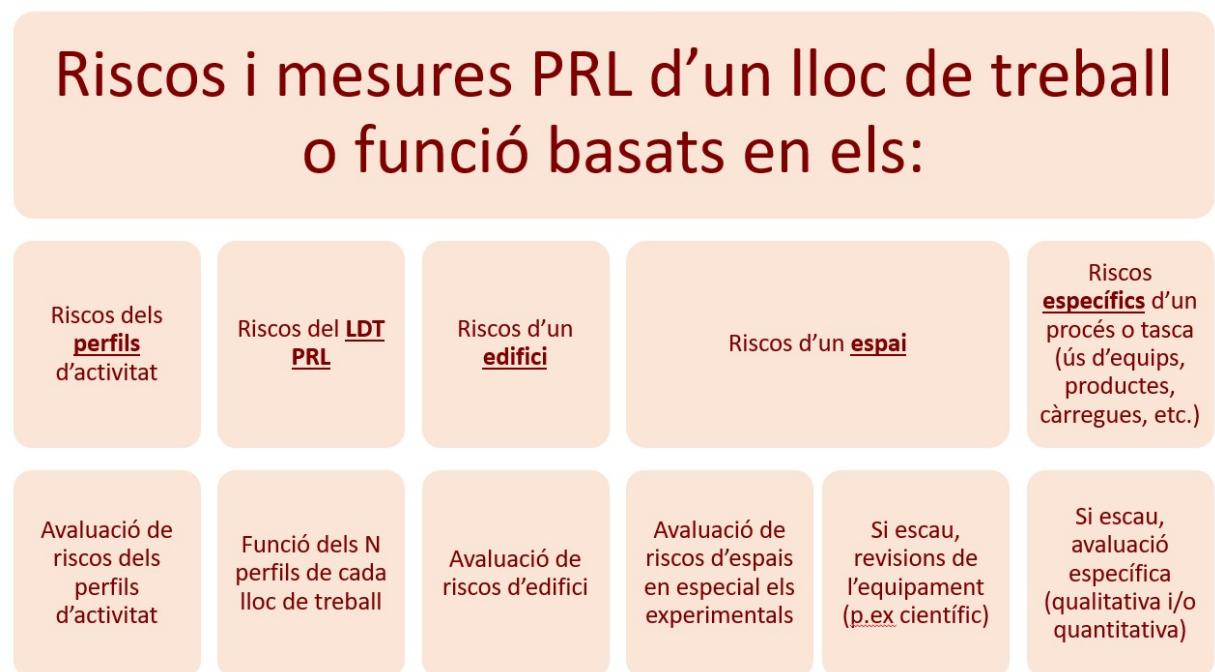 Riscos i mesures PRL d’un lloc de treball
o funció basats en els:
Riscos dels
perfils
d’activitat
Riscos del LDT
PRL
Riscos d’un
edifici
Riscos d’un espai
Riscos
específics d’un
procés o tasca
(ús d’equips,
productes,
càrregues, etc.)
Avaluació de
riscos dels
perfils
d’activitat
Funció dels N
perfils de cada
lloc de treball
Avaluació de
riscos d’edifici
Avaluació de
riscos d’espais
en especial els
experimentals
Si escau,
revisions de
l’equipament
(p.ex científic)
Si escau,
avaluació
específica
(qualitativa i/o
quantitativa)